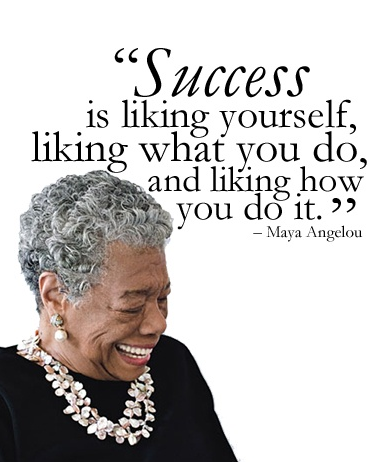 “Success
is liking yourself,
liking what you do,
and liking how
you do it.”
– Maya Angelou